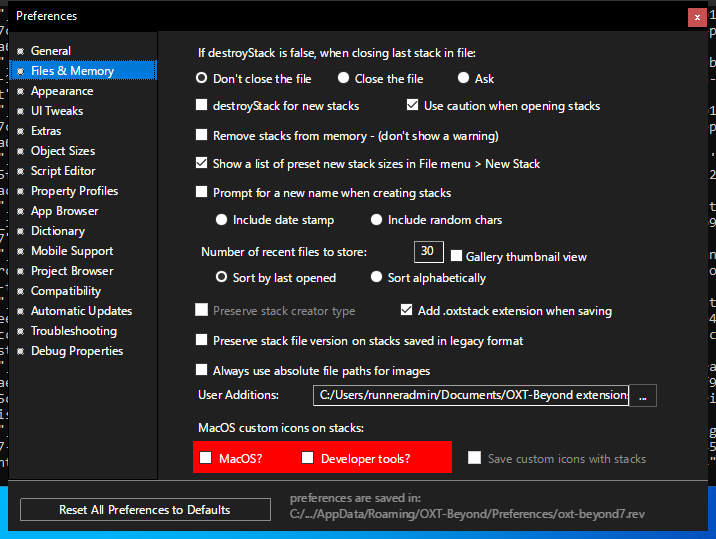 Preferences
x
General
Files & Memory
Appearance
UI Tweaks
Extras
Object Sizes
Script Editor
Property Profiles
App Browser
Dictionary
Mobile Support
Project Browser
Compatibility
Automatic Updates
Troubleshooting
Debug Properties
If destroyStack is false, when closing last stack in file:
Don't close the file Close the file Ask
destroyStack for new stacks Use caution when opening stacks
Remove stacks from memory - (don't show a warning)
Show a list of preset new stack sizes in File menu > New Stack
Prompt for a new name when creating stacks
Include date stamp Include random chars
Number of recent files to store: 30 Gallery thumbnail view
Sort by last opened Sort alphabetically
Preserve stack creator type Add .oxtstack extension when saving
Preserve stack file version on stacks saved in legacy format
Always use absolute file paths for images
User Additions: C:/Users/runneradmin/Documents/OXT-Beyond extension ...
MacOS custom icons on stacks:
MacOS? Developer tools? Save custom icons with stacks
Reset All Preferences to Defaults
preferences are saved in:
C:/.../AppData/Roaming/OXT-Beyond/Preferences/oxt-beyond7.rev